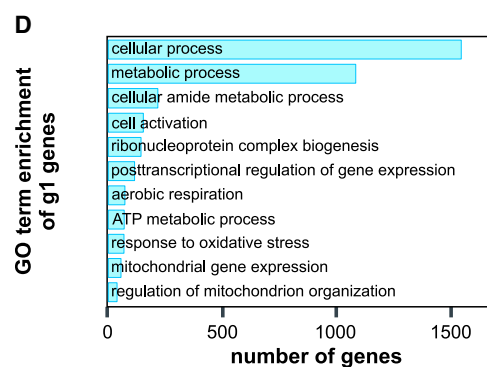 D
GO term enrichment
of g1 genes
cellular process
metabolic process
cellular amide metabolic process
cell activation
ribonucleoprotein complex biogenesis
posttranscriptional regulation of gene expression
aerobic respiration
ATP metabolic process
response to oxidative stress
mitochondrial gene expression
regulation of mitochondrion organization
0 500 1000 1500
number of genes